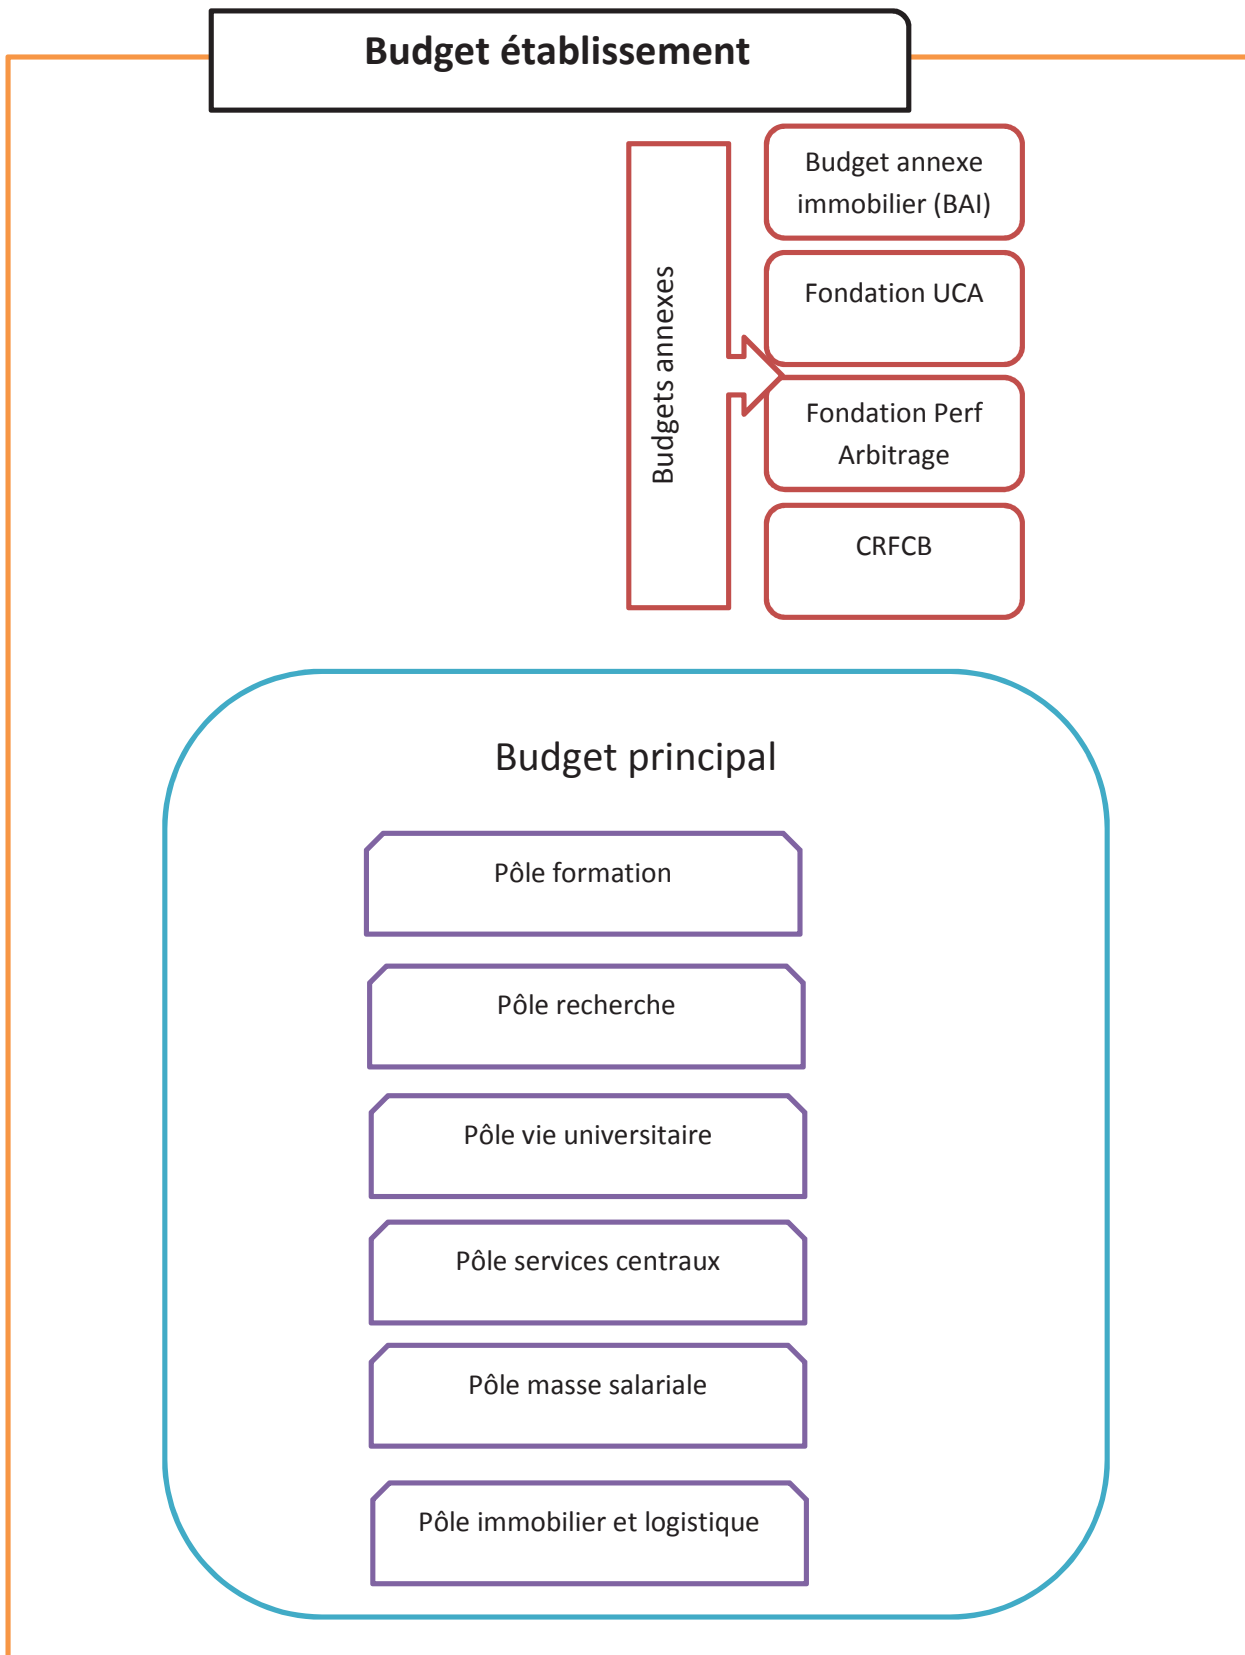 Budget établissement
Budgets annexes
Budget annexe
immobilier (BAI)
Fondation UCA
Fondation Perf
Arbitrage
CRFCB
Budget principal
Pôle formation
Pôle recherche
Pôle vie universitaire
Pôle services centraux
Pôle masse salariale
Pôle immobilier et logistique